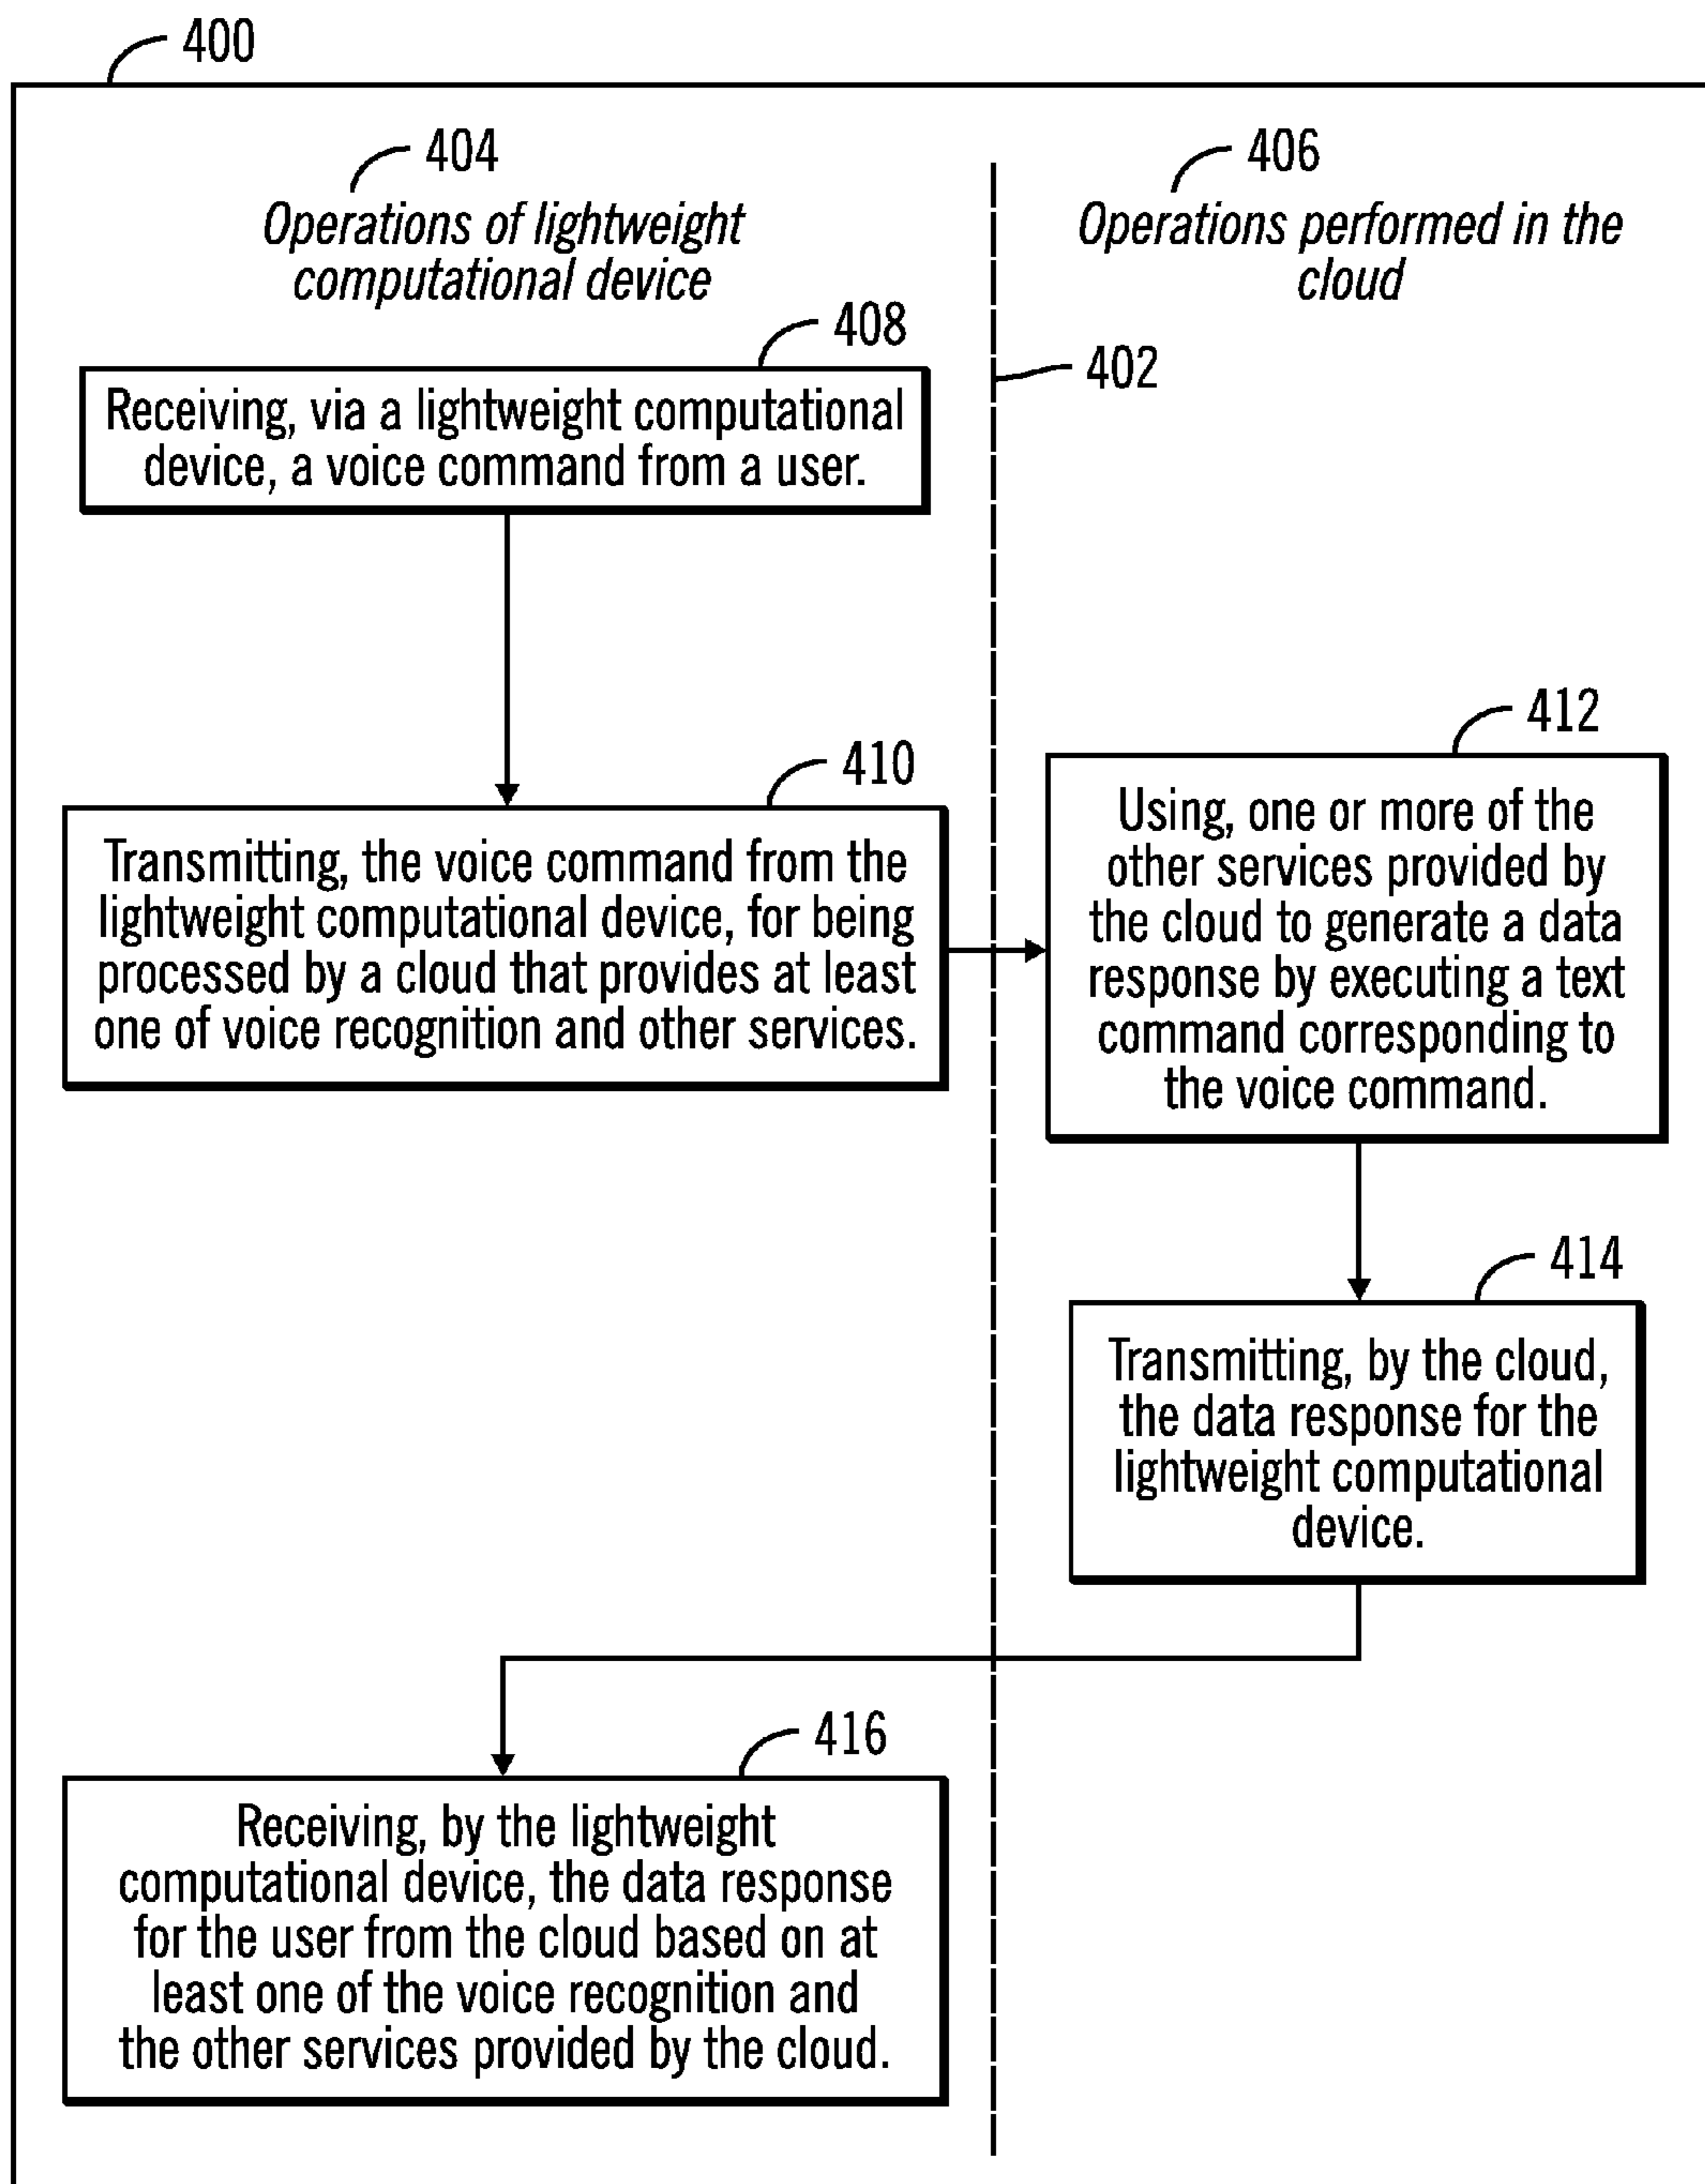 400
404
Operations of lightweight
computational device
406
Operations performed in the
cloud
408
402
Receiving, via a lightweight computational
device, a voice command from a user.
410
Transmitting, the voice command from the
lightweight computational device, for being
processed by a cloud that provides at least
one of voice recognition and other services.
412
Using, one or more of the
other services provided by
the cloud to generate a data
response by executing a text
command corresponding to
the voice command.
414
Transmitting, by the cloud,
the data response for the
lightweight computational
device.
416
Receiving, by the lightweight
computational device, the data response
for the user from the cloud based on at
least one of the voice recognition and
the other services provided by the cloud.